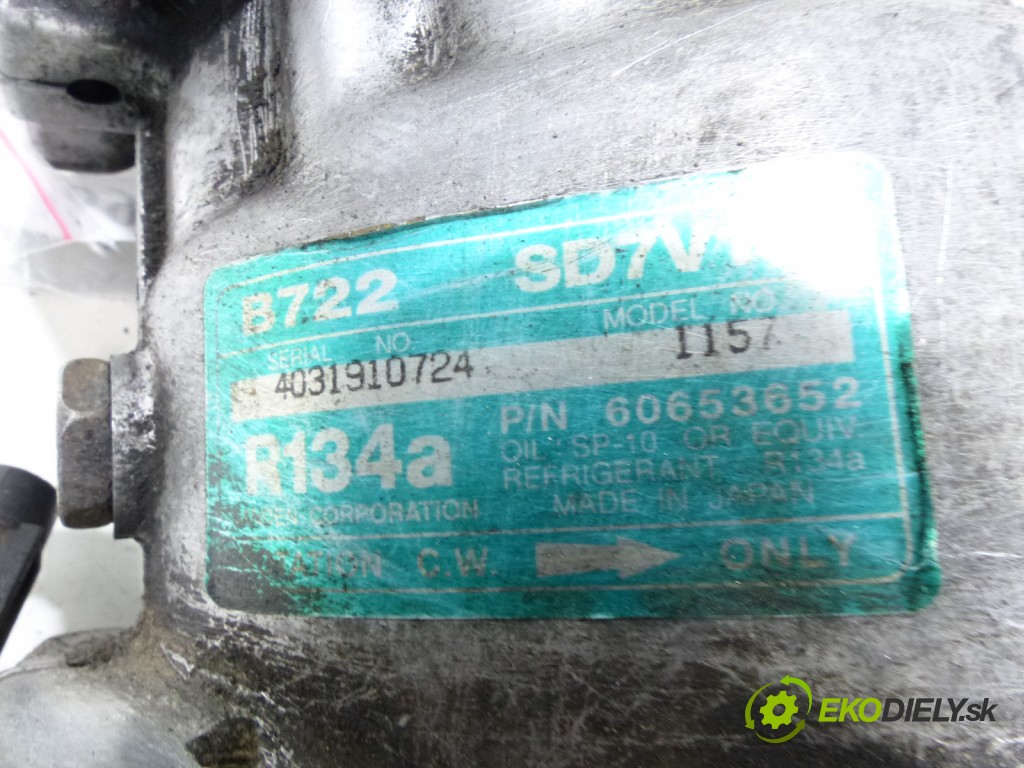 B722 SD7V
SERIAL NO. MODEL NO.
4031910724 1157
P/N 60653652
OIL SP-10 OR EQUIV.
R134a REFRIGERANT R134a
CORPORATION MADE IN JAPAN
C.W. ONLY
EKODIELY.sk